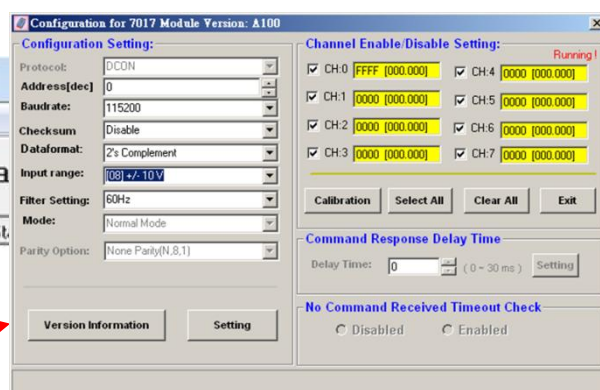 Configuration for 7017 Module Version: A100
Configuration Setting:
Protocol: DCON
Address[dec] 0
Baudrate: 115200
Checksum Disable
Dataformat: 2's Complement
Input range: [08] +/- 10 V
Filter Setting: 60Hz
Mode: Normal Mode
Parity Option: None Parity(N,8,1)
Version Information Setting
Channel Enable/Disable Setting:
Running !
CH:0 FFFF [000.000] CH:4 0000 [000.000]
CH:1 0000 [000.000] CH:5 0000 [000.000]
CH:2 0000 [000.000] CH:6 0000 [000.000]
CH:3 0000 [000.000] CH:7 0000 [000.000]
Calibration Select All Clear All Exit
Command Response Delay Time
Delay Time: 0 ( 0 ~ 30 ms ) Setting
No Command Received Timeout Check
Disabled Enabled